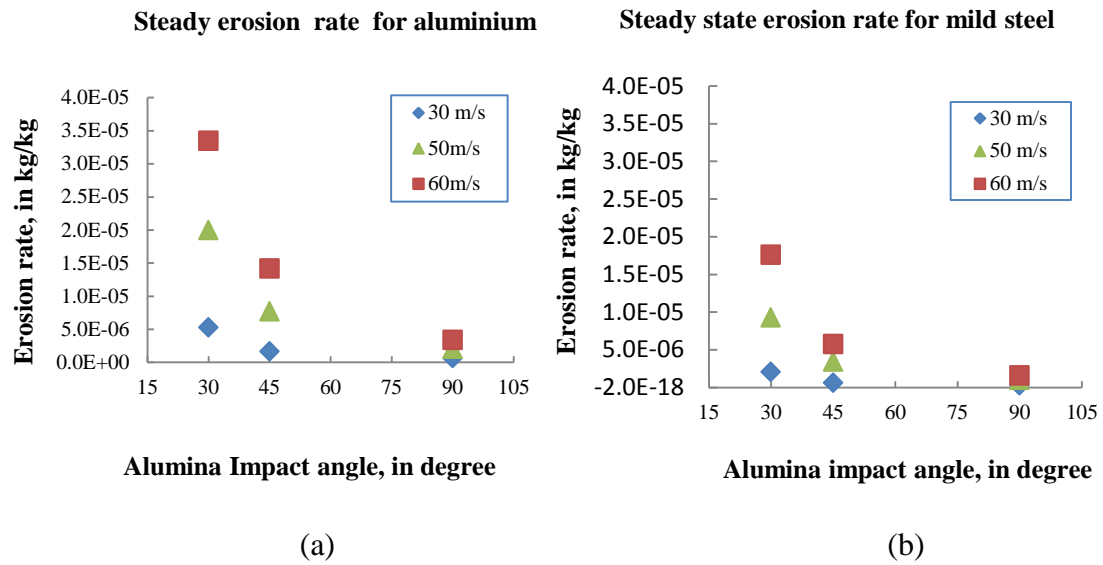 Steady erosion rate for aluminium
4.0E-05
3.5E-05
3.0E-05
2.5E-05
2.0E-05
1.5E-05
1.0E-05
5.0E-06
0.0E+00
Erosion rate, in kg/kg
30 m/s
50m/s
60m/s
15 30 45 60 75 90 105
Alumina Impact angle, in degree
(a)
Steady state erosion rate for mild steel
4.0E-05
3.5E-05
3.0E-05
2.5E-05
2.0E-05
1.5E-05
1.0E-05
5.0E-06
-2.0E-18
Erosion rate, in kg/kg
30 m/s
50 m/s
60 m/s
15 30 45 60 75 90 105
Alumina impact angle, in degree
(b)